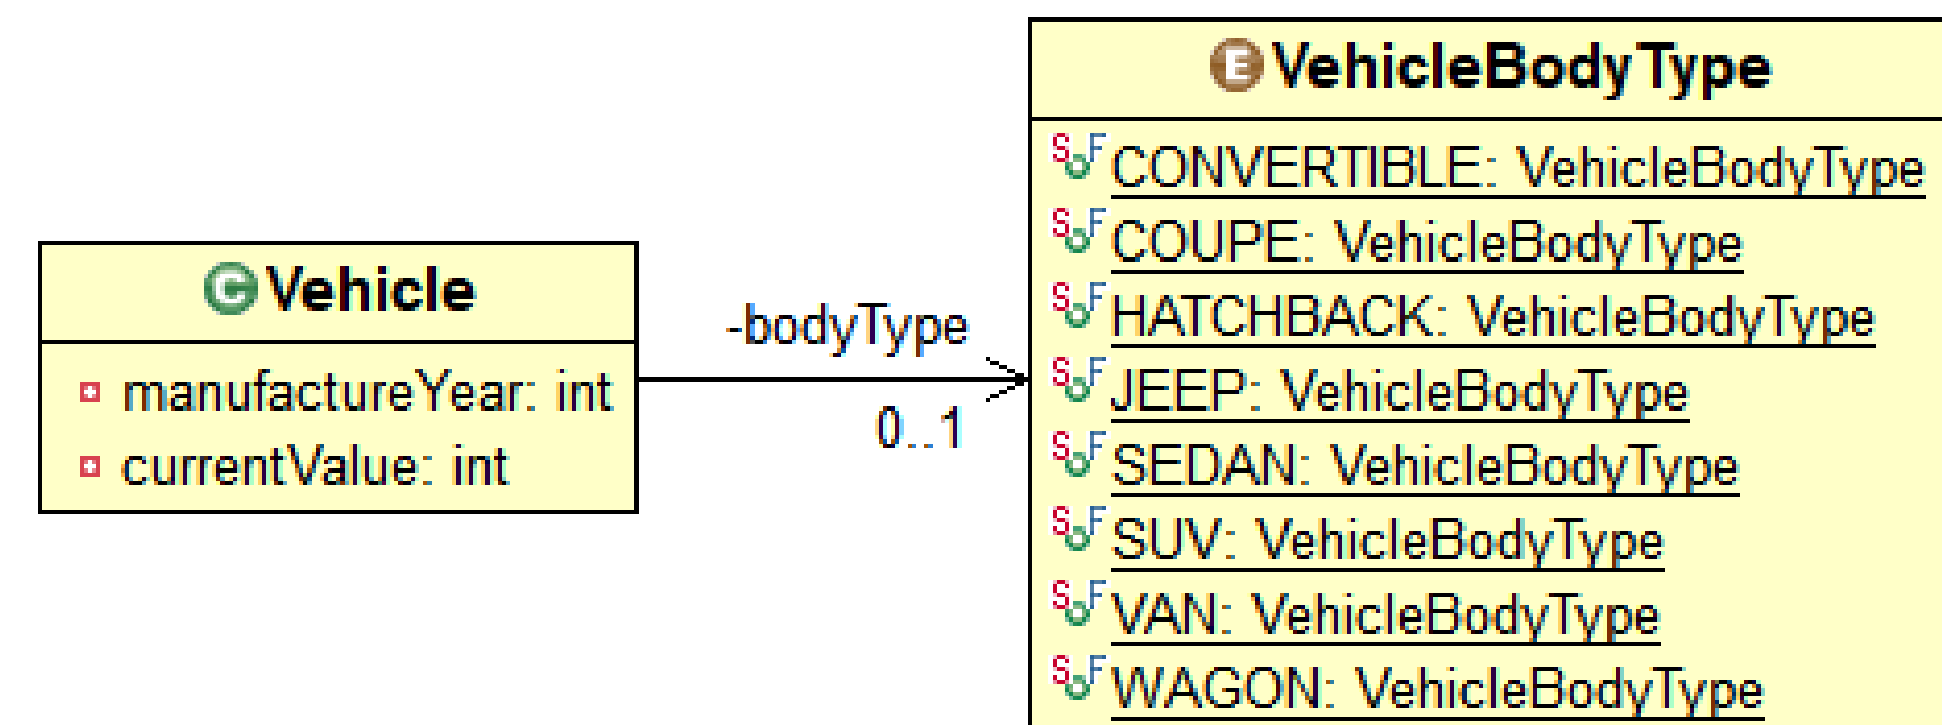 Vehicle
manufactureYear: int
currentValue: int
-bodyType
0..1
E VehicleBodyType
S F CONVERTIBLE: VehicleBodyType
S F COUPE: VehicleBodyType
S F HATCHBACK: VehicleBodyType
S F JEEP: VehicleBodyType
S F SEDAN: VehicleBodyType
S F SUV: VehicleBodyType
S F VAN: VehicleBodyType
S F WAGON: VehicleBodyType